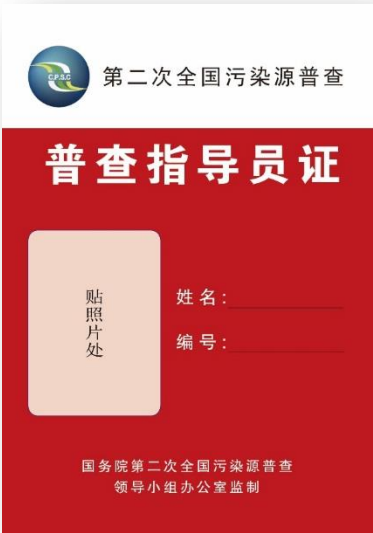 C.P.S.C
第二次全国污染源普查
普查指导员证
贴照片处
姓名:
编号:
国务院第二次全国污染源普查
领导小组办公室监制